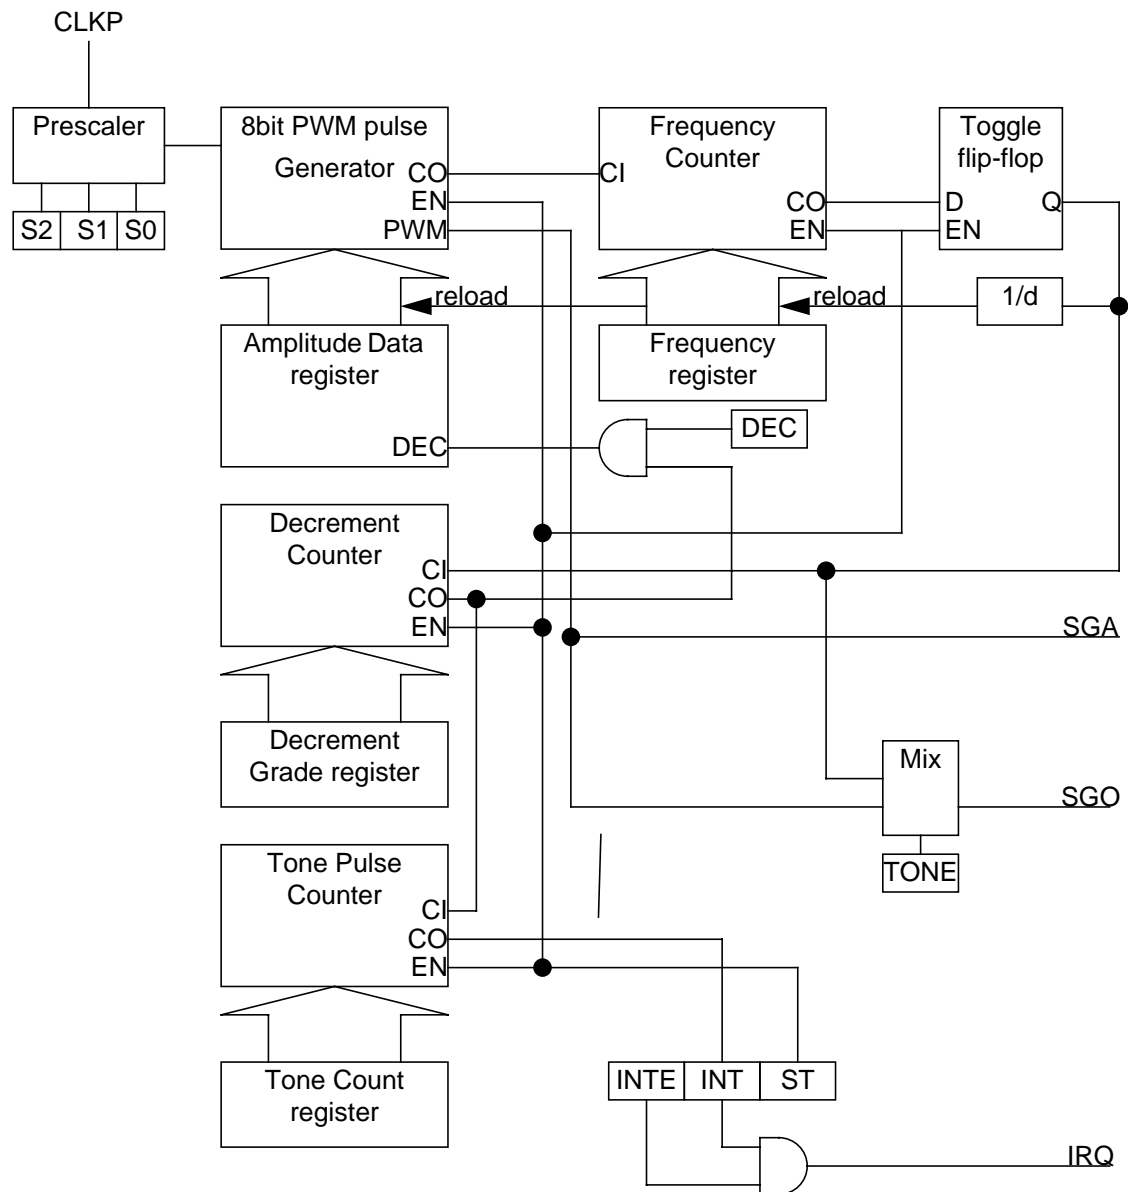 CLKP
Prescaler
S2 S1 S0
8bit PWM pulse
Generator
CO
EN
PWM
Frequency
Counter
CI
CO
EN
Toggle
flip-flop
D
Q
EN
reload
reload
1/d
Amplitude Data
register
DEC
Frequency
register
DEC
Decrement
Counter
CI
CO
EN
SGA
Decrement
Grade register
Mix
SGO
TONE
Tone Pulse
Counter
CI
CO
EN
Tone Count
register
INTE INT ST
IRQ